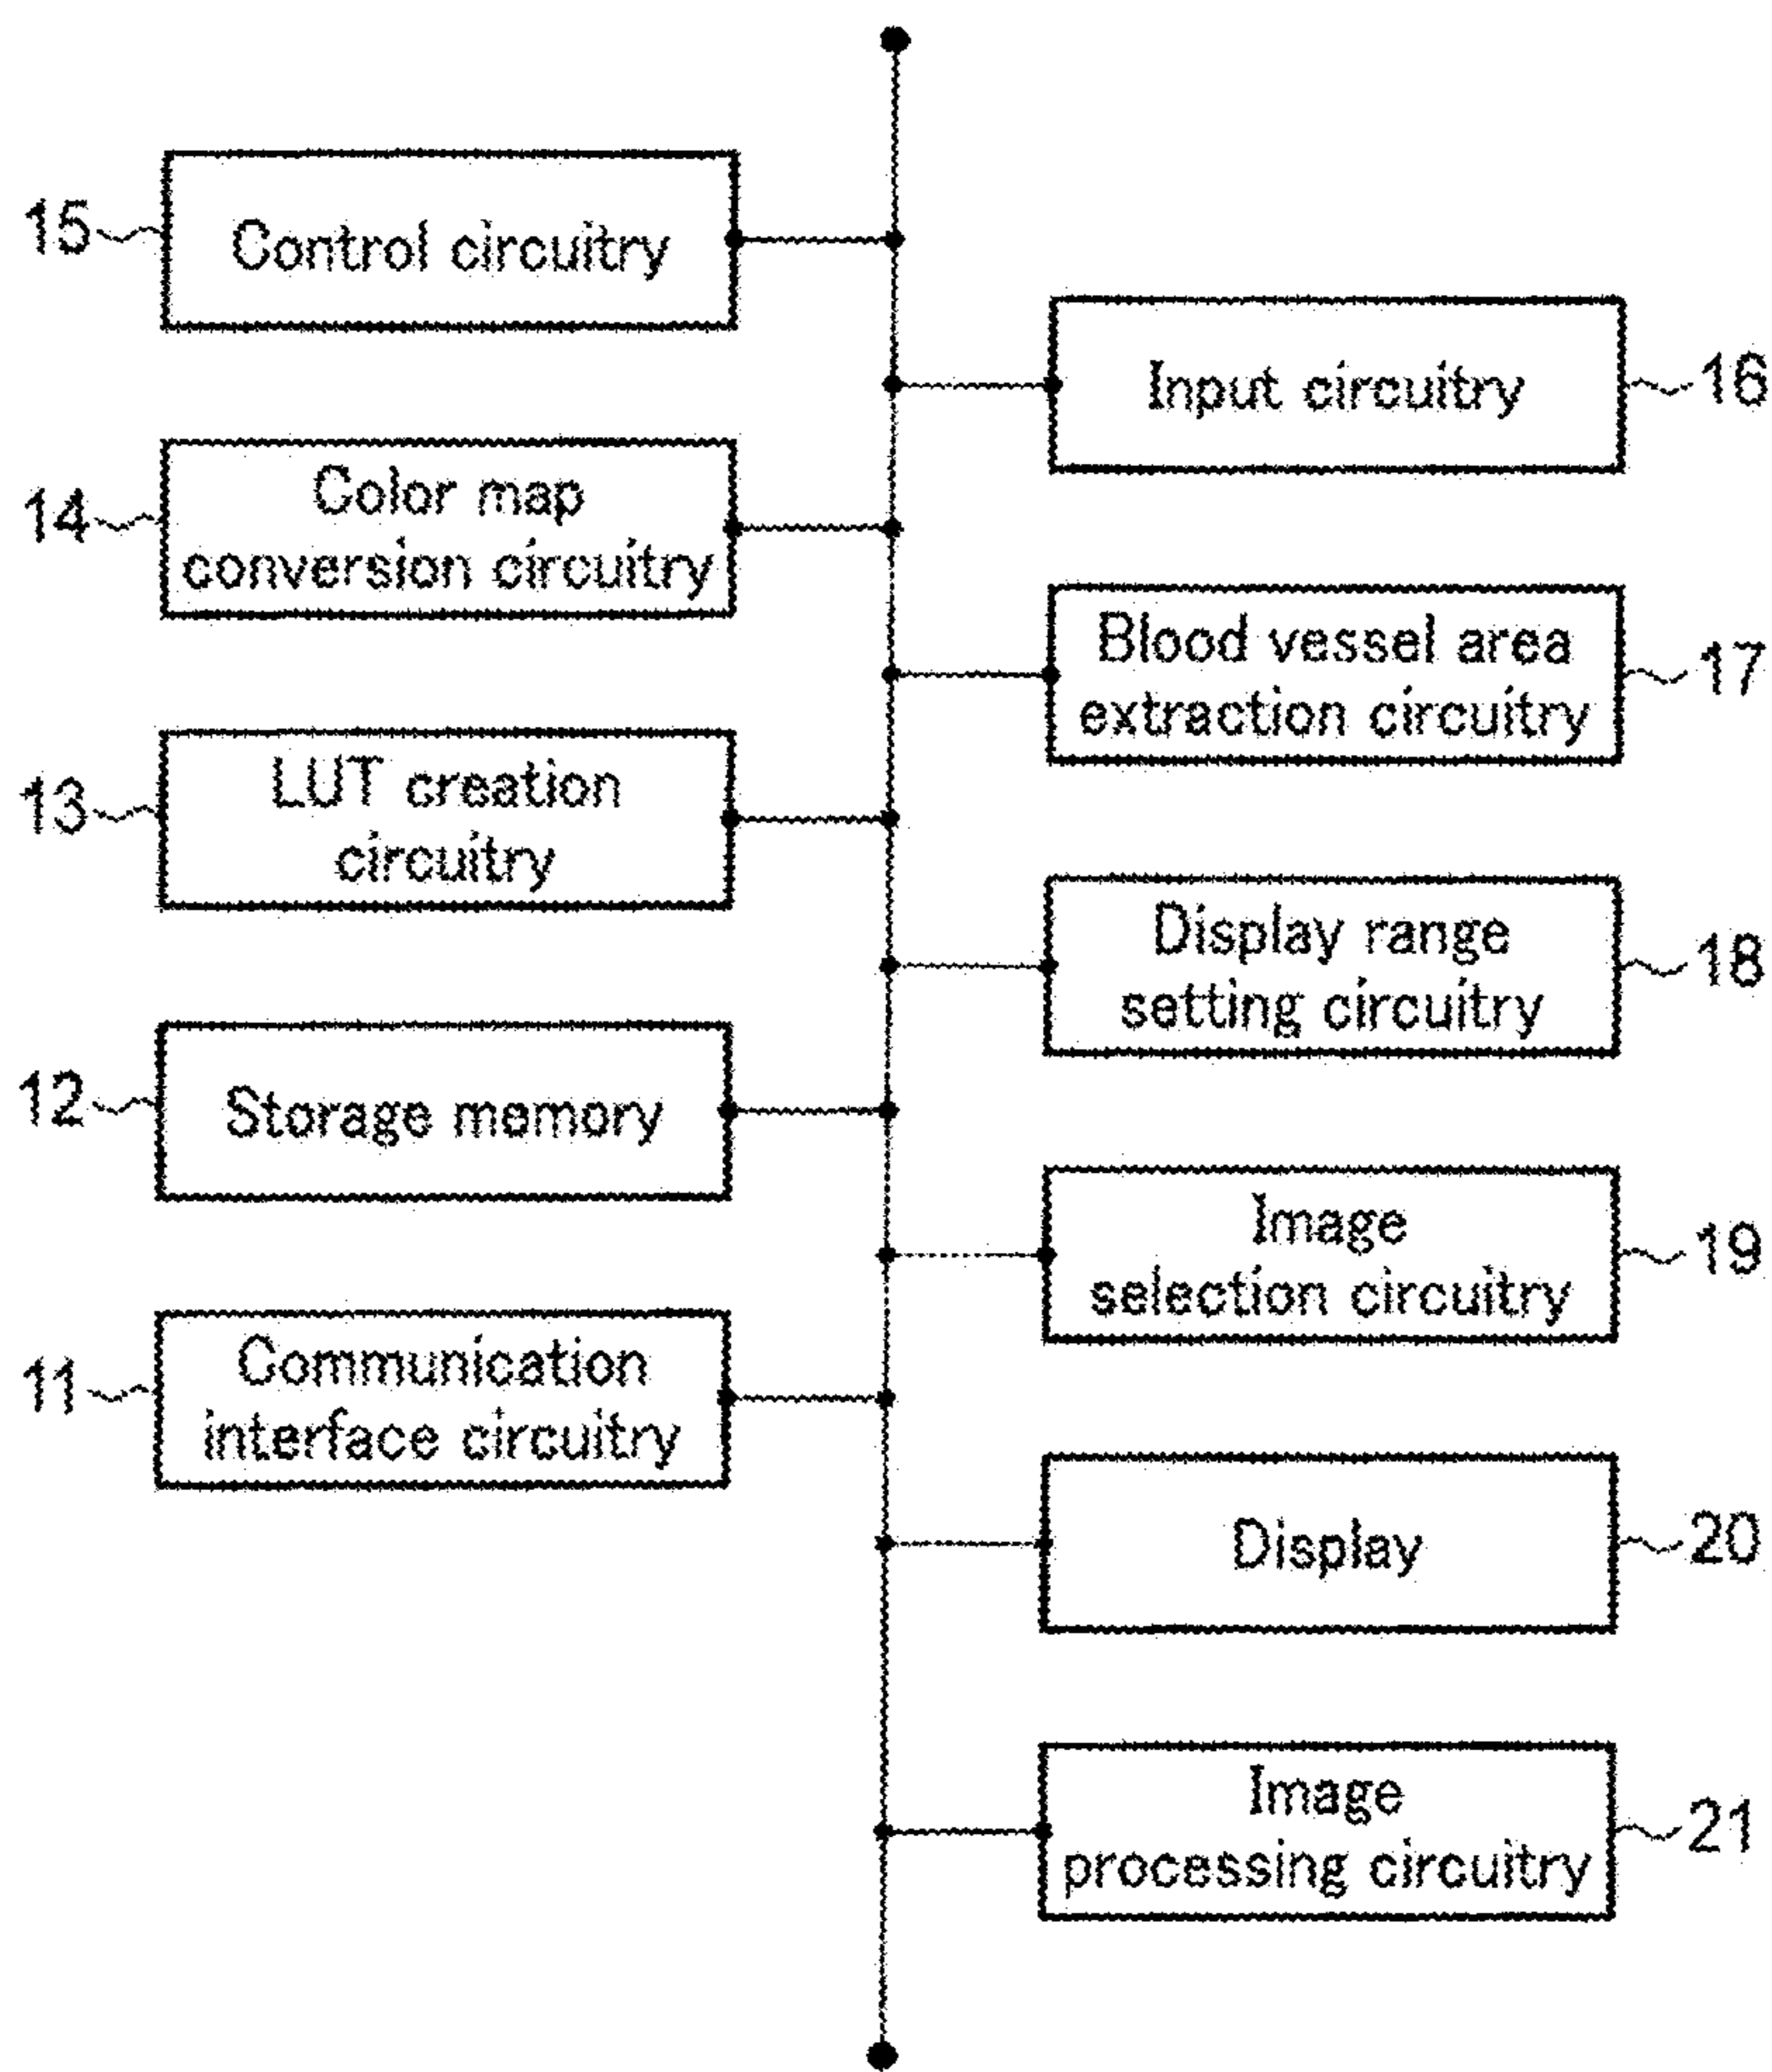 15
Control circuitry
14
Color map
conversion circuitry
13
LUT creation
circuitry
12
Storage memory
11
Communication
interface circuitry
Input circuitry
16
Blood vessel area
extraction circuitry
17
Display range
setting circuitry
18
Image
selection circuitry
19
Display
20
Image
processing circuitry
21